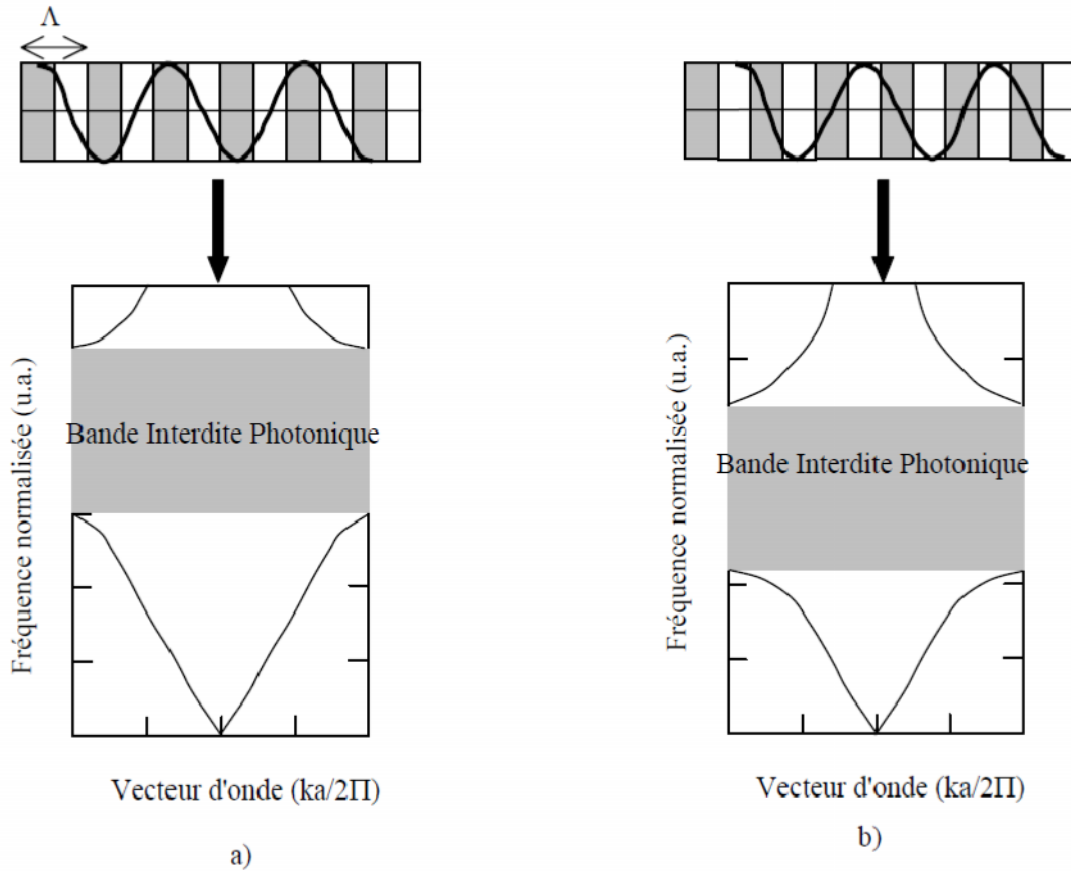 Λ
Fréquence normalisée (u.a.)
Bande Interdite Photonique
Vecteur d'onde (ka/2Π)
a)
Fréquence normalisée (u.a.)
Bande Interdite Photonique
Vecteur d'onde (ka/2Π)
b)